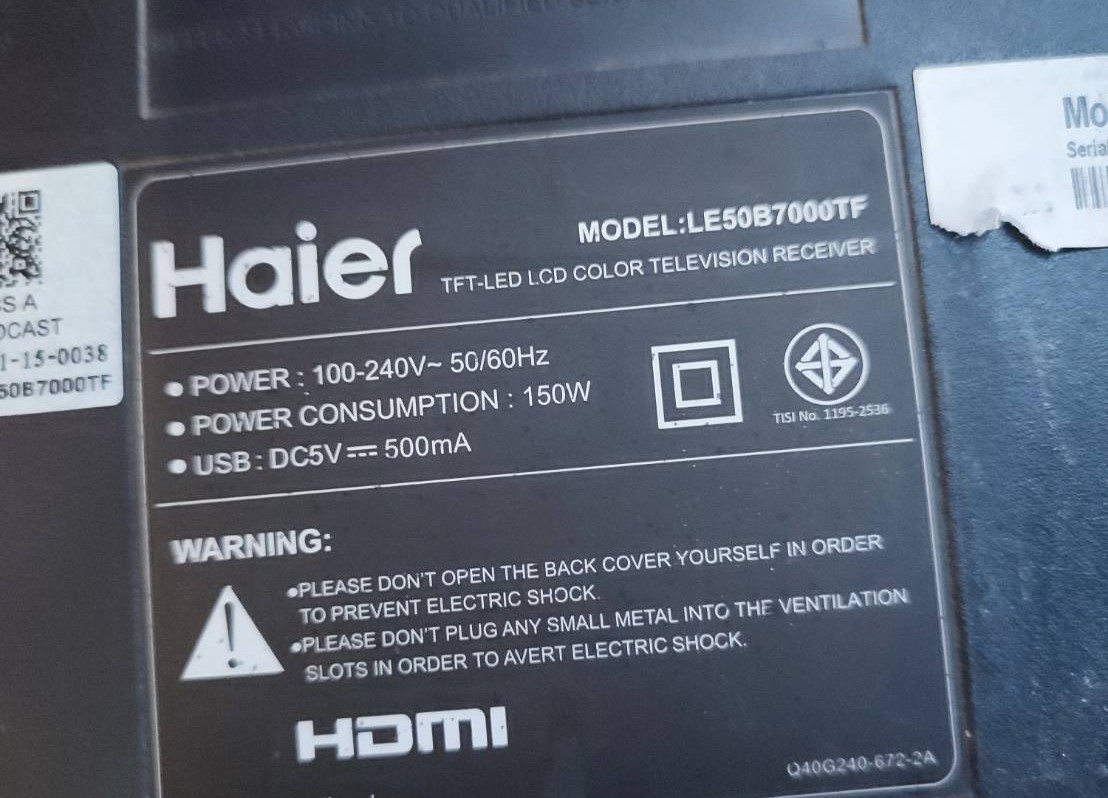 TO QUALIFIED
Haier
MODEL:LE50B7000TF
TFT-LED LCD COLOR TELEVISION RECEIVER
● POWER : 100-240V~ 50/60Hz
● POWER CONSUMPTION : 150W
● USB : DC5V⎓500mA
TISI No. 1195-2536
WARNING:
●PLEASE DON'T OPEN THE BACK COVER YOURSELF IN ORDER
TO PREVENT ELECTRIC SHOCK.
●PLEASE DON'T PLUG ANY SMALL METAL INTO THE VENTILATION
SLOTS IN ORDER TO AVERT ELECTRIC SHOCK.
HDMI
Q40G240-672-2A
SS A
DCAST
1-15-0038
50B7000TF
Mo
Serial